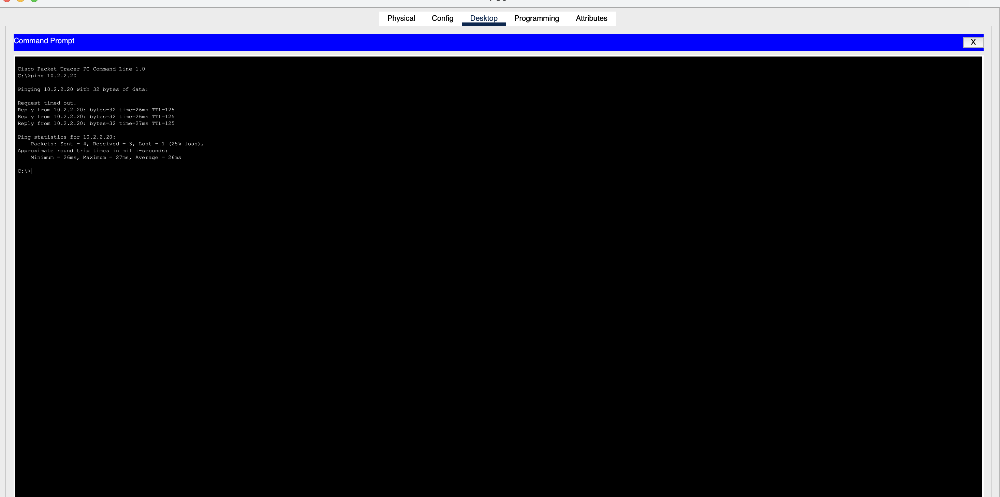 Physical Config Desktop Programming Attributes
Command Prompt
X
Cisco Packet Tracer PC Command Line 1.0
C:\>ping 10.2.2.20
Pinging 10.2.2.20 with 32 bytes of data:
Request timed out.
Reply from 10.2.2.20: bytes=32 time=26ms TTL=125
Reply from 10.2.2.20: bytes=32 time=26ms TTL=125
Reply from 10.2.2.20: bytes=32 time=27ms TTL=125
Ping statistics for 10.2.2.20:
Packets: Sent = 4, Received = 3, Lost = 1 (25% loss),
Approximate round trip times in milli-seconds:
Minimum = 26ms, Maximum = 27ms, Average = 26ms
C:\>